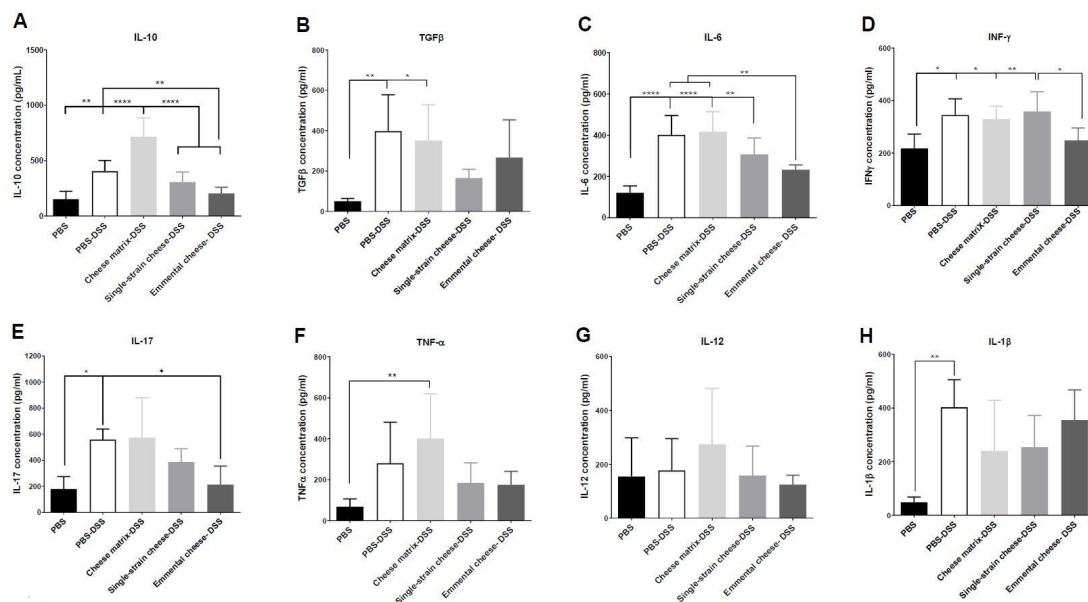 A
IL-10
IL-10 concentration (pg/mL)
1500
1000
500
0
**
**
****
****
PBS
PBS-DSS
Cheese matrix-DSS
Single-strain cheese-DSS
Emmental cheese-DSS
B
TGFβ
TGFβ concentration (pg/ml)
800
600
400
200
0
**
*
PBS
PBS-DSS
Cheese matrix-DSS
Single-strain cheese-DSS
Emmental cheese- DSS
C
IL-6
IL-6 concentration (pg/ml)
800
600
400
200
0
**
****
****
**
PBS
PBS-DSS
Cheese matrix-DSS
Single-strain cheese-DSS
Emmental cheese- DSS
D
INF-γ
IFNγ concentration (pg/ml)
600
400
200
0
*
*
**
*
PBS
PBS-DSS
Cheese matrix-DSS
Single-strain cheese-DSS
Emmental cheese-DSS
E
IL-17
IL-17 concentration (pg/ml)
1200
1000
800
600
400
200
0
*
*
PBS
PBS-DSS
Cheese matrix-DSS
Single-strain cheese-DSS
Emmental cheese- DSS
F
TNF-α
TNFα concentration (pg/ml)
800
600
400
200
0
**
PBS
PBS-DSS
Cheese matrix-DSS
Single-strain cheese-DSS
Emmental cheese-DSS
G
IL-12
IL-12 concentration (pg/ml)
600
400
200
0
PBS
PBS-DSS
Cheese matrix-DSS
Single-strain cheese-DSS
Emmental cheese-DSS
H
IL-1β
IL-1β concentration (pg/ml)
600
400
200
0
**
PBS
PBS-DSS
Cheese matrix-DSS
Single-strain cheese-DSS
Emmental cheese- DSS